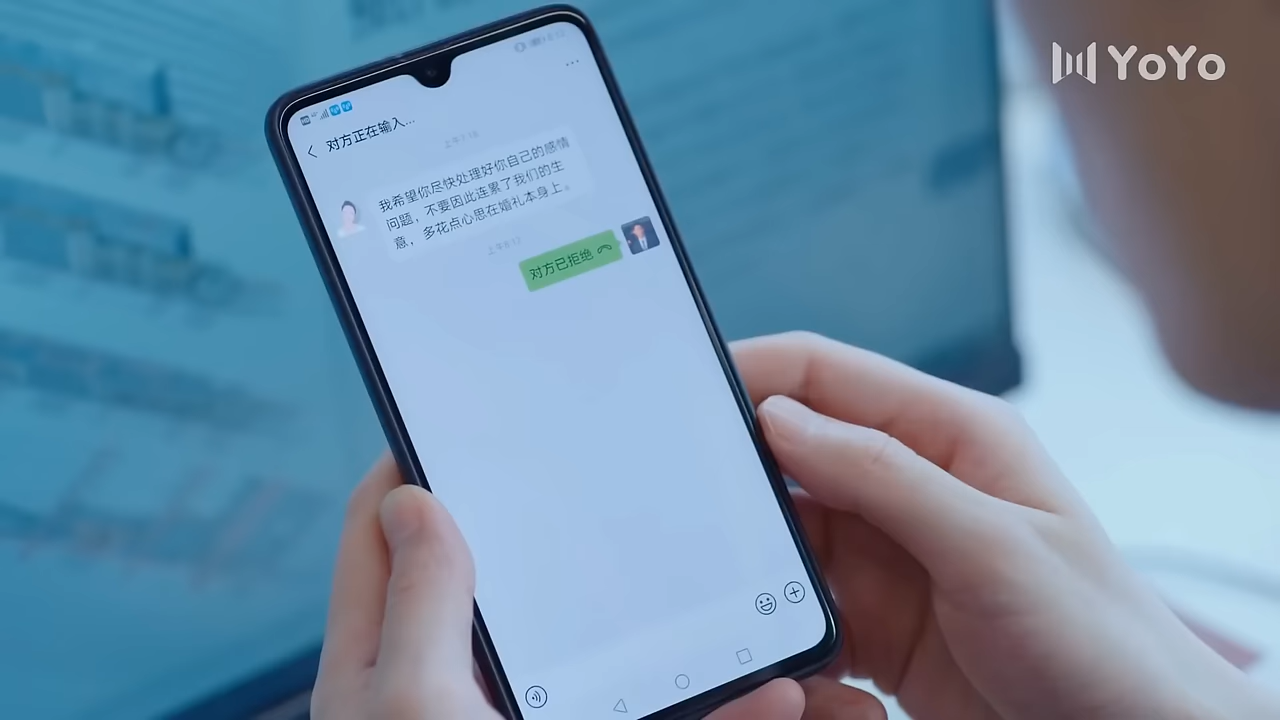 YoYo
对方正在输入...
我希望你尽快处理好你自己的感情
问题，不要因此连累了我们的生
意，多花点心思在婚礼本身上。
对方已拒绝